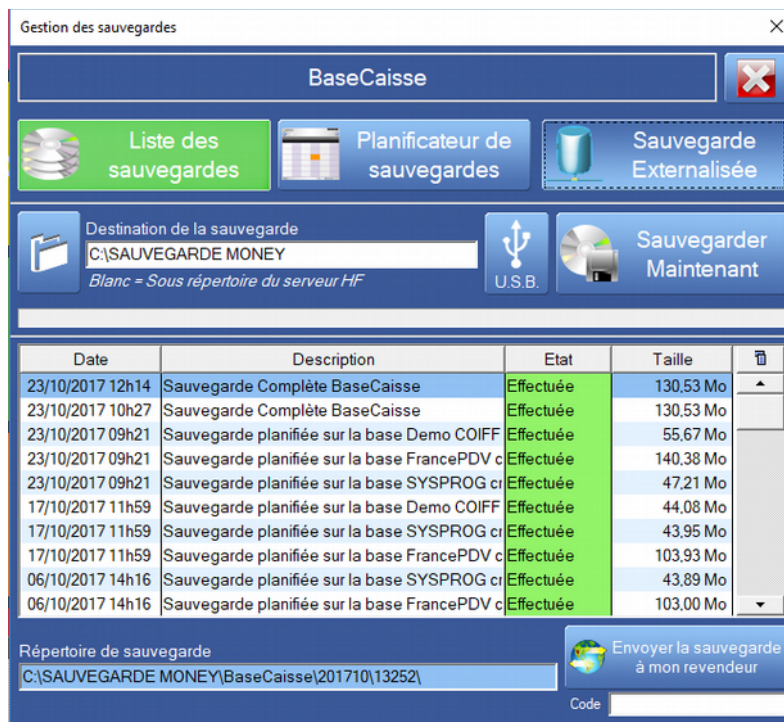 Gestion des sauvegardes
BaseCaisse
Liste des
sauvegardes
Planificateur de
sauvegardes
Sauvegarde
Externalisée
Destination de la sauvegarde
C:\SAUVEGARDE MONEY
Blanc = Sous répertoire du serveur HF
U.S.B.
Sauvegarder
Maintenant
Date Description Etat Taille
23/10/2017 12h14 Sauvegarde Complète BaseCaisse Effectuée 130,53 Mo
23/10/2017 10h27 Sauvegarde Complète BaseCaisse Effectuée 130,53 Mo
23/10/2017 09h21 Sauvegarde planifiée sur la base Demo COIFF Effectuée 55,67 Mo
23/10/2017 09h21 Sauvegarde planifiée sur la base FrancePDV c Effectuée 140,38 Mo
23/10/2017 09h21 Sauvegarde planifiée sur la base SYSPROG cr Effectuée 47,21 Mo
17/10/2017 11h59 Sauvegarde planifiée sur la base Demo COIFF Effectuée 44,08 Mo
17/10/2017 11h59 Sauvegarde planifiée sur la base SYSPROG cr Effectuée 43,95 Mo
17/10/2017 11h59 Sauvegarde planifiée sur la base FrancePDV c Effectuée 103,93 Mo
06/10/2017 14h16 Sauvegarde planifiée sur la base SYSPROG cr Effectuée 43,89 Mo
06/10/2017 14h16 Sauvegarde planifiée sur la base FrancePDV c Effectuée 103,00 Mo
Répertoire de sauvegarde
C:\SAUVEGARDE MONEY\BaseCaisse\201710\13252\
Envoyer la sauvegarde
à mon revendeur
Code